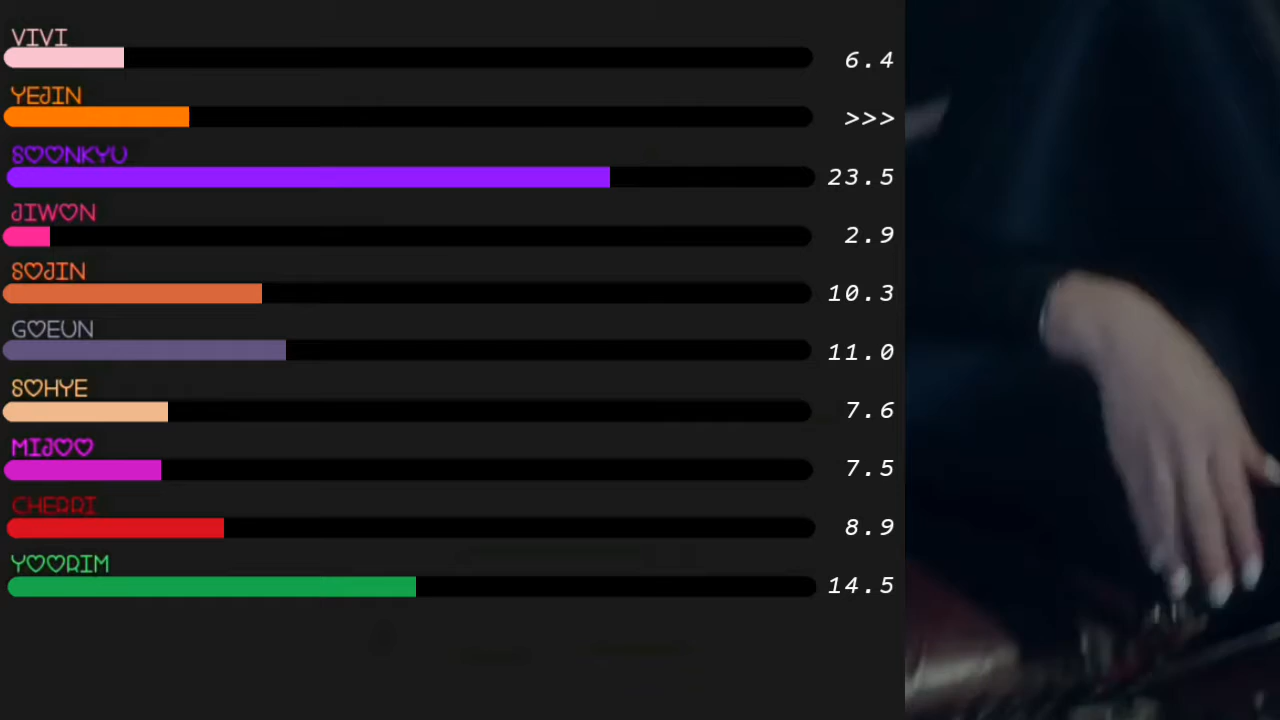 VIVI
6.4
YEJIN
>>>
S♡♡NKYU
23.5
JIW♡N
2.9
S♡JIN
10.3
G♡EUN
11.0
S♡HYE
7.6
MIJ♡♡
7.5
CHERRI
8.9
Y♡♡RIM
14.5